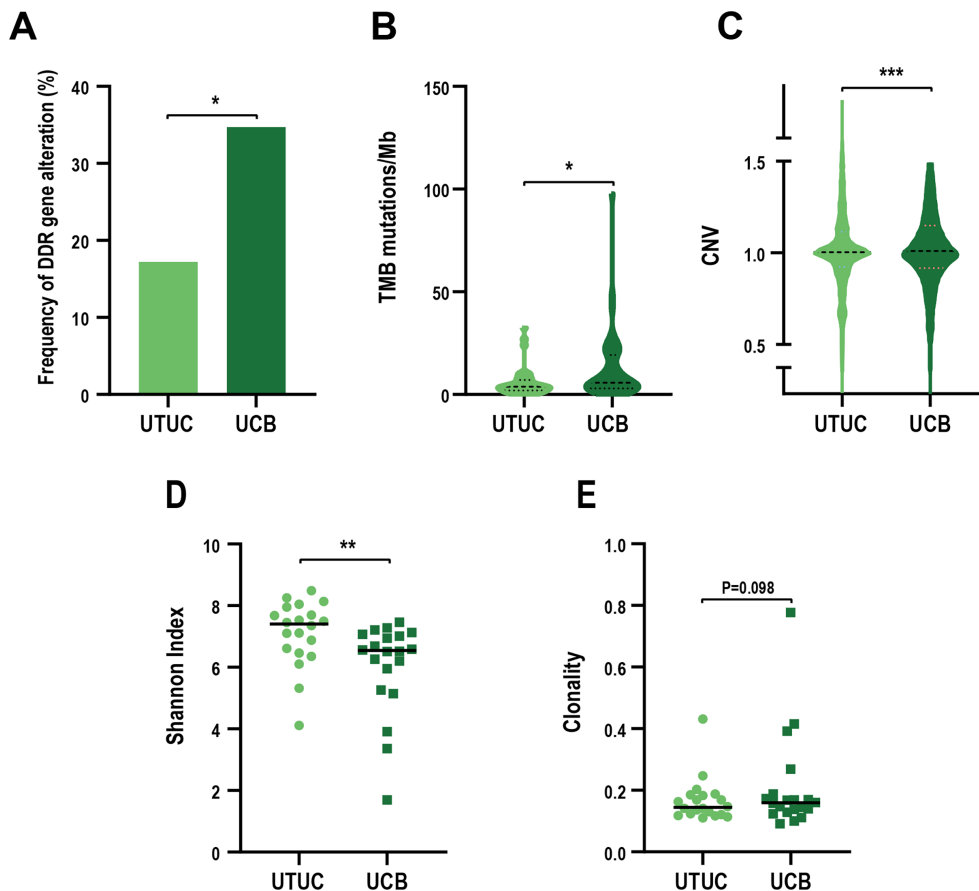 A
Frequency of DDR gene alteration (%)
40
30
20
10
0
*
UTUC
UCB
B
TMB mutations/Mb
150
100
50
0
*
UTUC
UCB
C
CNV
1.5
1.0
0.5
***
UTUC
UCB
D
Shannon Index
10
8
6
4
2
0
**
UTUC
UCB
E
Clonality
1.0
0.8
0.6
0.4
0.2
0.0
P=0.098
UTUC
UCB